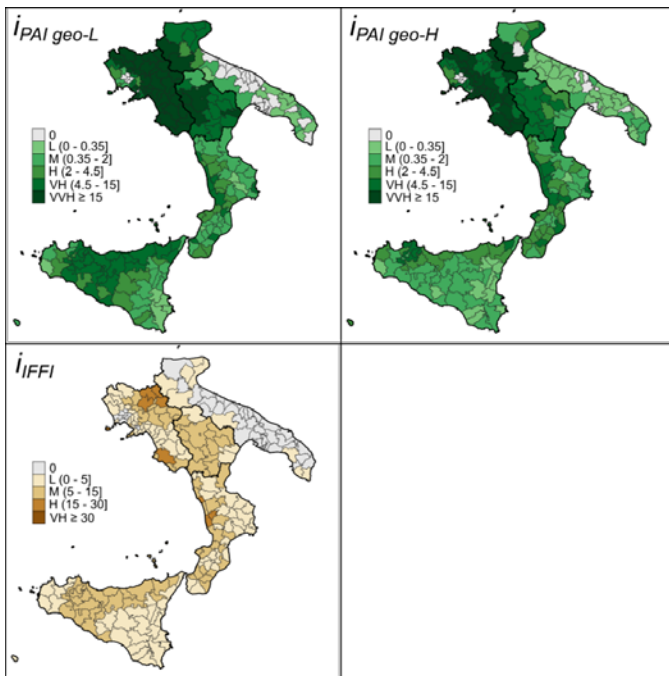 i PAI geo-L
0
L (0 - 0.35]
M (0.35 - 2]
H (2 - 4.5]
VH (4.5 - 15]
VVH ≥ 15
i PAI geo-H
0
L (0 - 0.35]
M (0.35 - 2]
H (2 - 4.5]
VH (4.5 - 15]
VVH ≥ 15
i IFFI
0
L (0 - 5]
M (5 - 15]
H (15 - 30]
VH ≥ 30